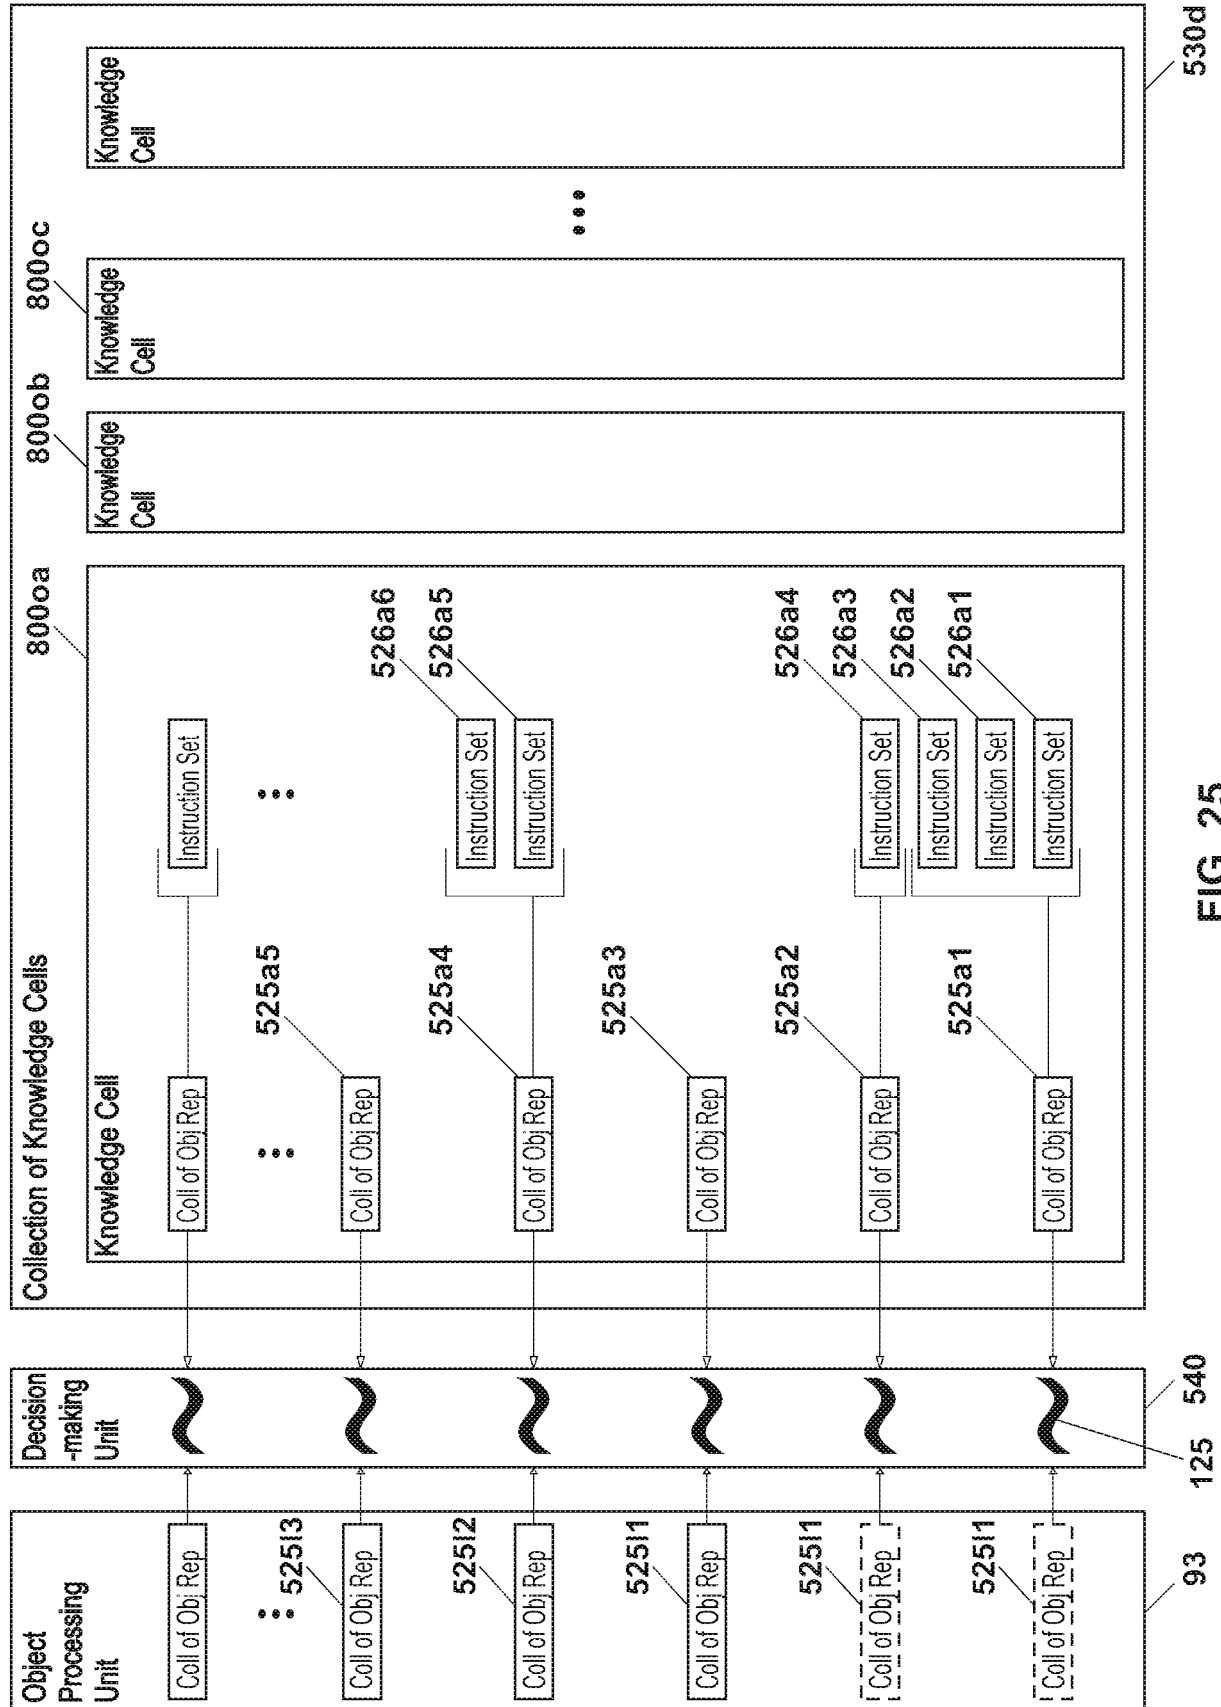 Object
Processing
Unit
Coll of Obj Rep
...
525l3
Coll of Obj Rep
525l2
Coll of Obj Rep
525l1
Coll of Obj Rep
525l1
Coll of Obj Rep
525l1
Coll of Obj Rep
93
Decision
-making
Unit
125
540
Collection of Knowledge Cells
Knowledge Cell
800oa
Coll of Obj Rep
Instruction Set
...
...
525a5
Coll of Obj Rep
526a6
Instruction Set
525a4
526a5
Coll of Obj Rep
Instruction Set
525a3
Coll of Obj Rep
525a2
526a4
Coll of Obj Rep
Instruction Set
526a3
Instruction Set
526a2
Instruction Set
525a1
526a1
Coll of Obj Rep
Instruction Set
800ob
Knowledge
Cell
800oc
Knowledge
Cell
...
Knowledge
Cell
530d
FIG. 25